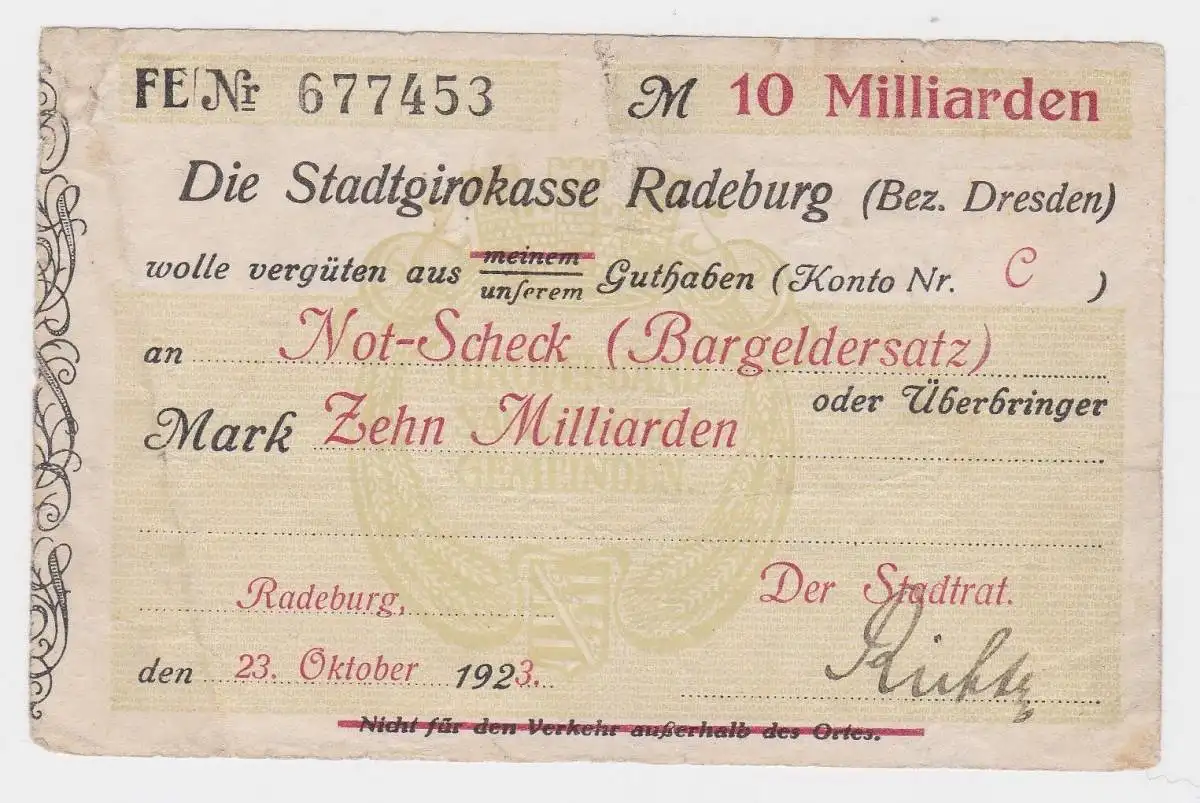 FE/Nr 677453 M 10 Milliarden
Die Stadtgirokasse Radeburg (Bez. Dresden)
wolle vergüten aus meinem unserem Guthaben (Konto Nr. C )
an Not-Scheck (Bargeldersatz)
oder Überbringer
Mark Zehn Milliarden
GIROVERBAND
GEMEINDEN
Radeburg, Der Stadtrat.
den 23. Oktober 1923.
Nicht für den Verkehr außerhalb des Ortes.